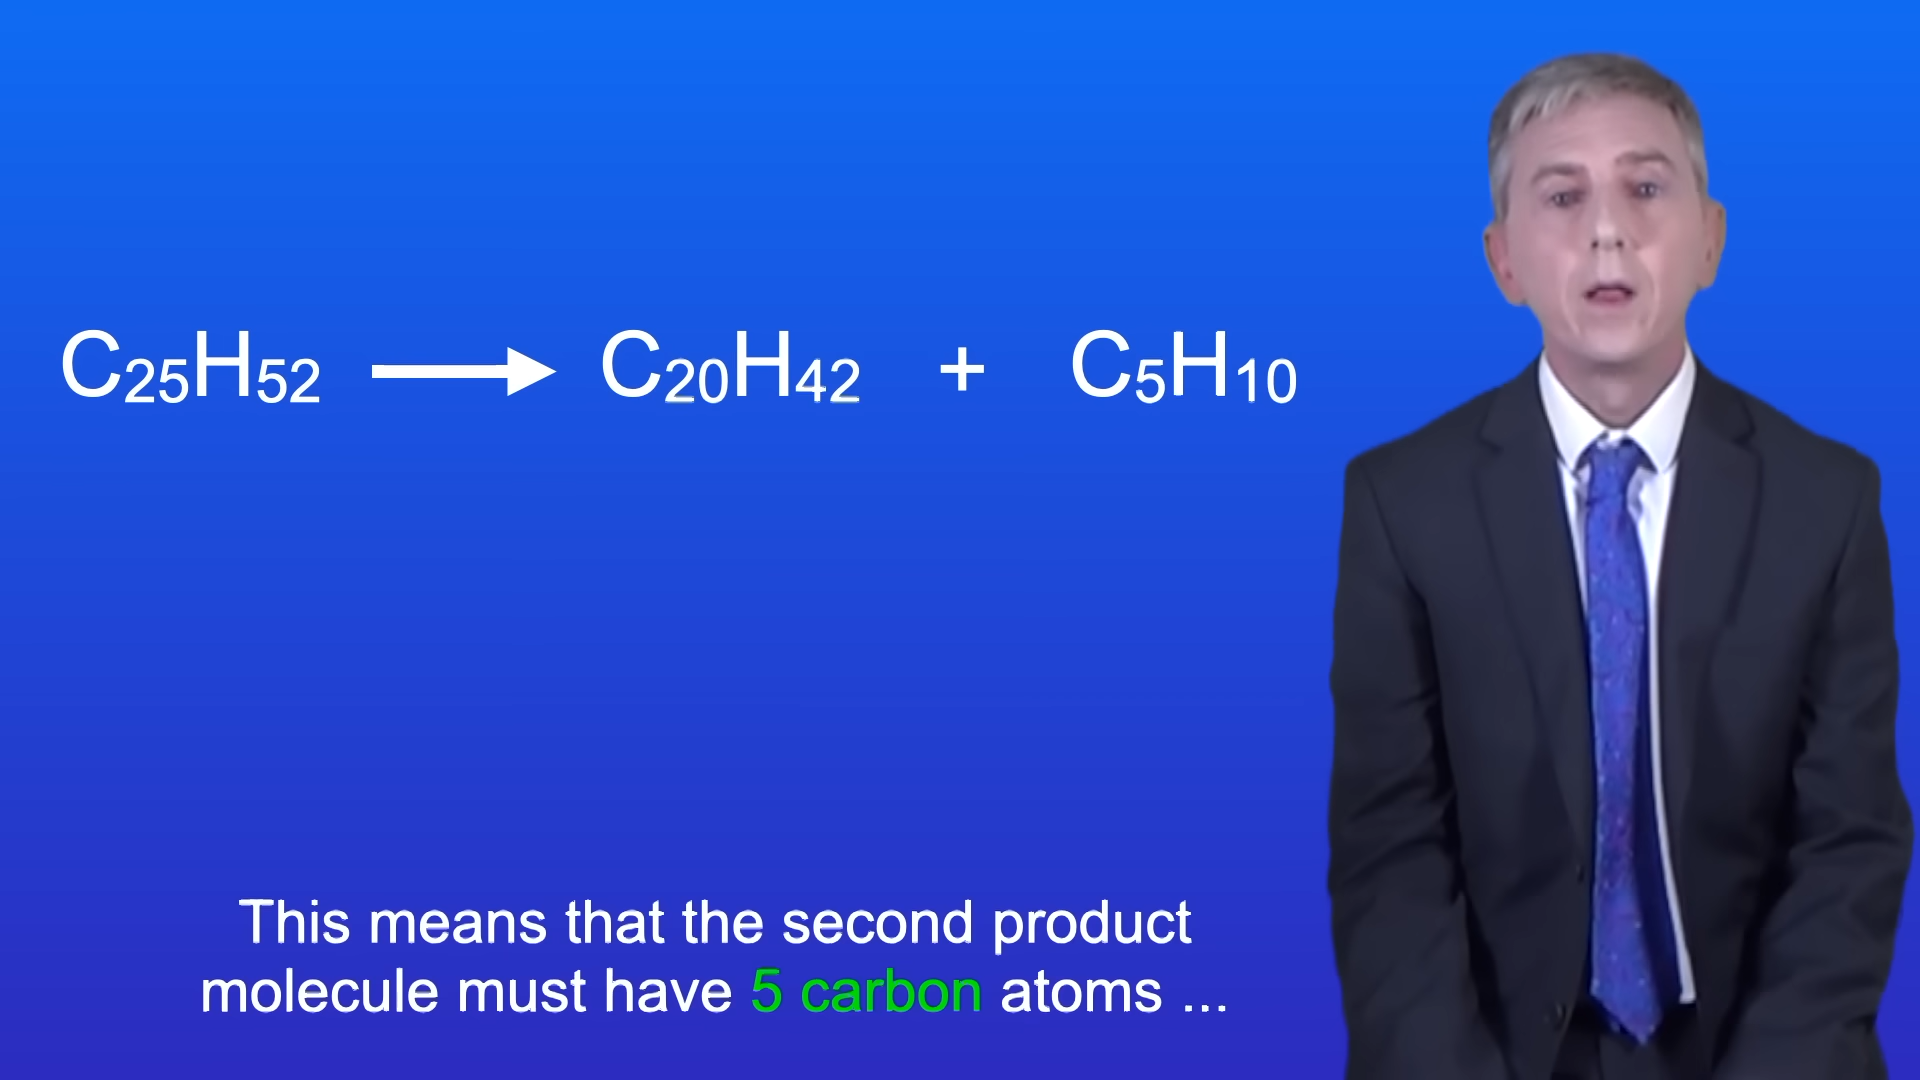 C₂₅H₅₂ ⟶ C₂₀H₄₂ + C₅H₁₀
This means that the second product
molecule must have 5 carbon atoms ...